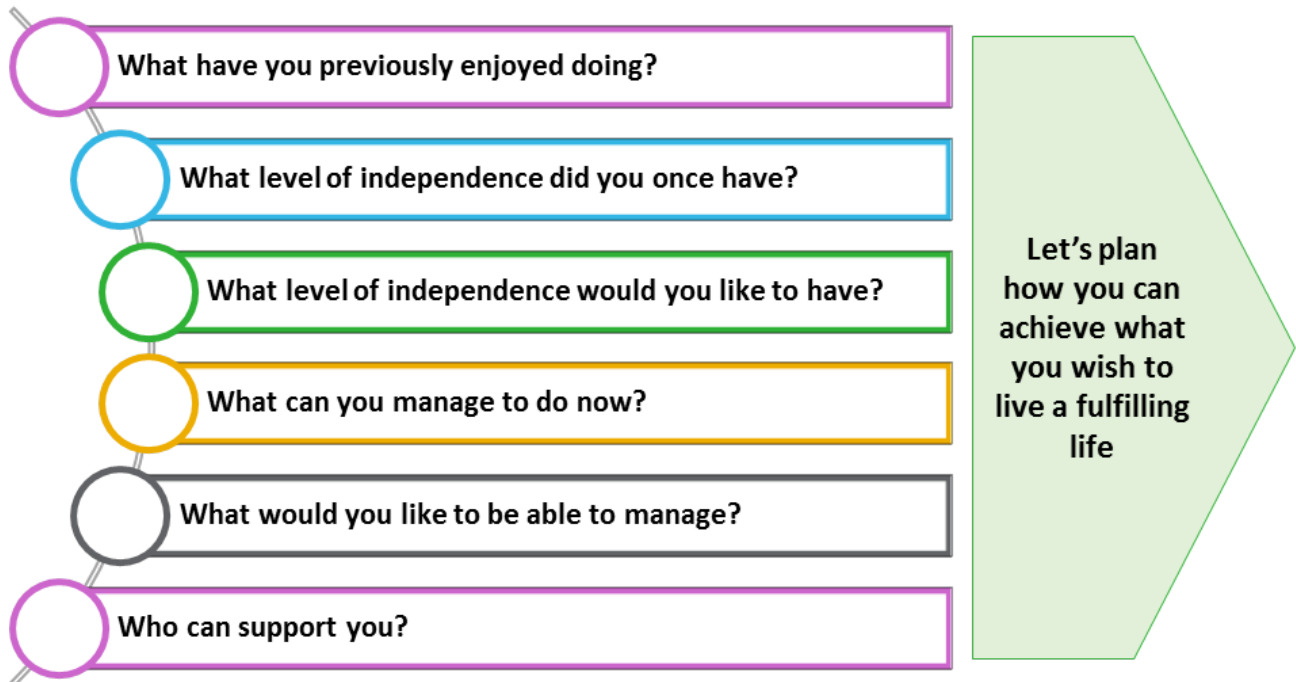 What have you previously enjoyed doing?
What level of independence did you once have?
What level of independence would you like to have?
What can you manage to do now?
What would you like to be able to manage?
Who can support you?
Let’s plan
how you can
achieve what
you wish to
live a fulfilling
life